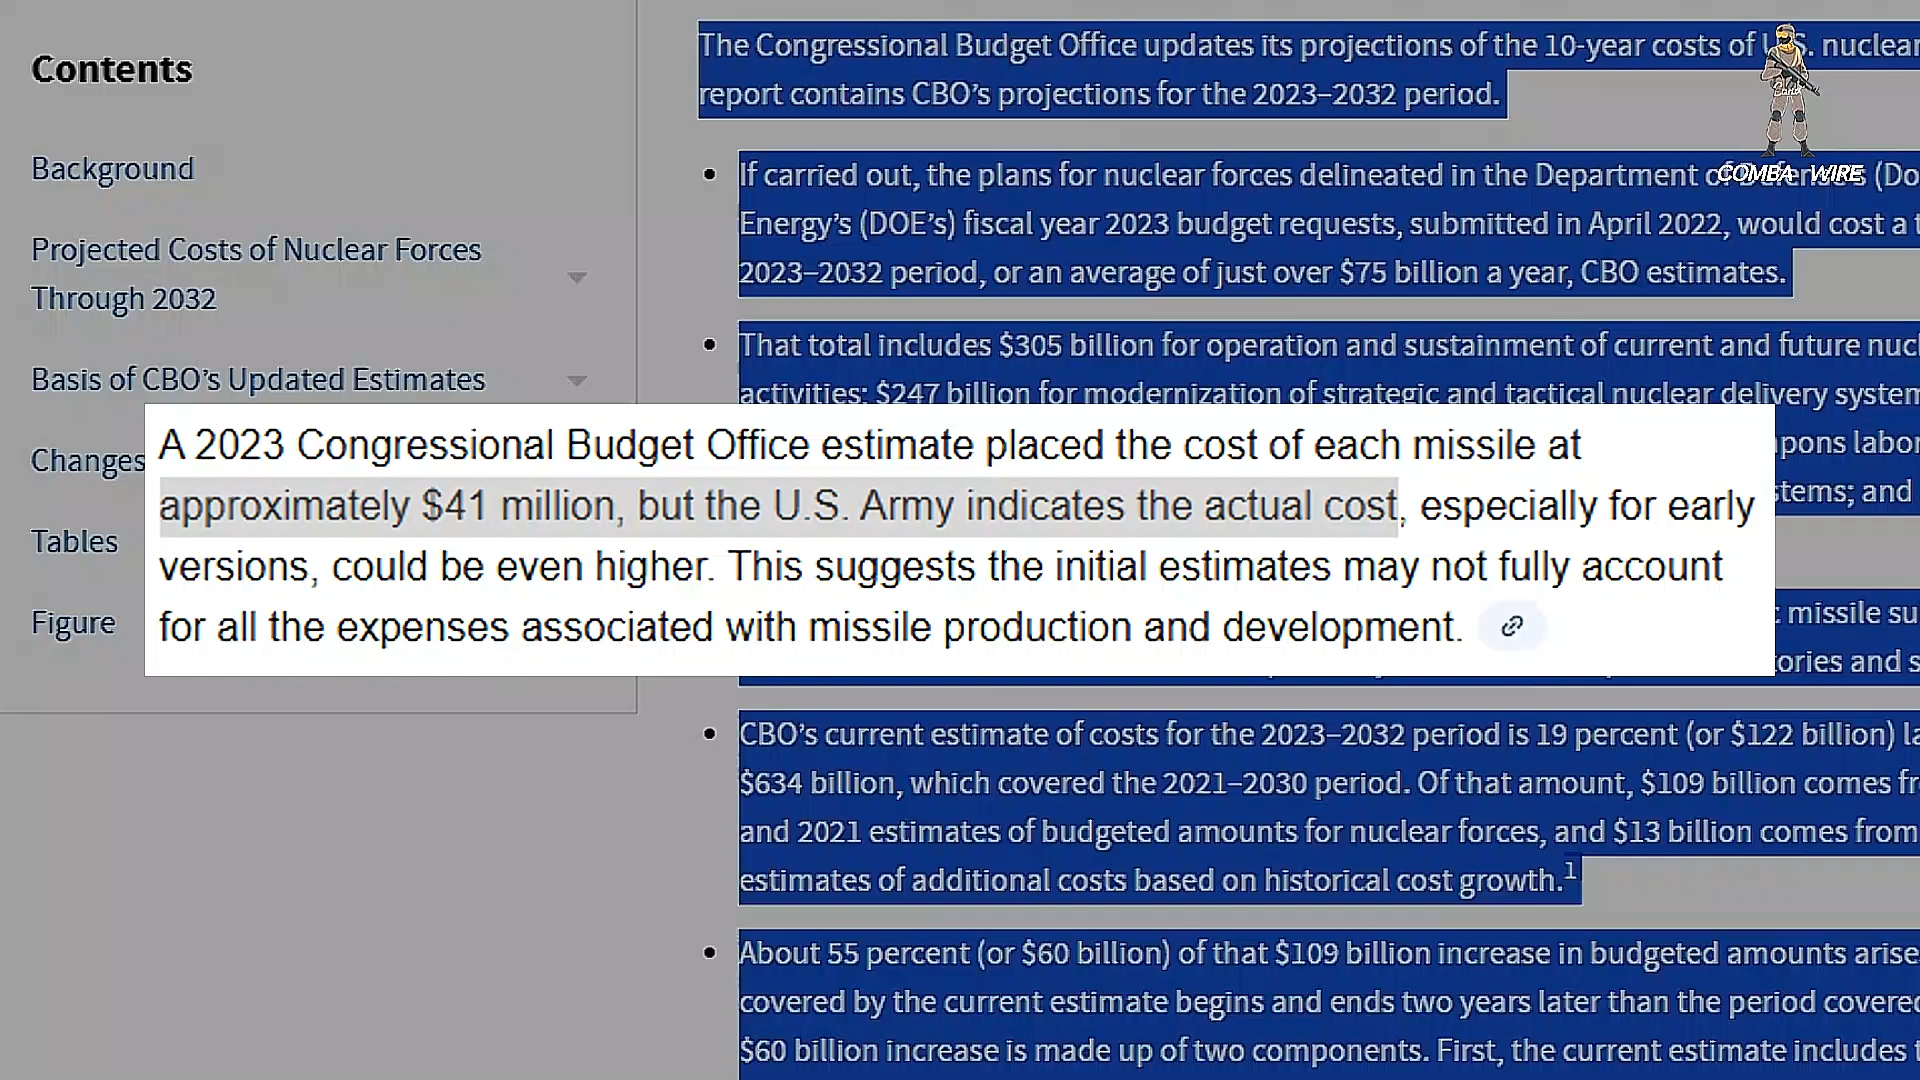 Contents
Background
Projected Costs of Nuclear Forces
Through 2032
Basis of CBO’s Updated Estimates
Changes
Tables
Figure
The Congressional Budget Office updates its projections of the 10-year costs of U.S. nuclear
report contains CBO’s projections for the 2023–2032 period.
• If carried out, the plans for nuclear forces delineated in the Department of Defense’s (Do
Energy’s (DOE’s) fiscal year 2023 budget requests, submitted in April 2022, would cost a t
2023–2032 period, or an average of just over $75 billion a year, CBO estimates.
• That total includes $305 billion for operation and sustainment of current and future nucl
activities; $247 billion for modernization of strategic and tactical nuclear delivery system
pons labor
stems; and
missile su
ories and s
A 2023 Congressional Budget Office estimate placed the cost of each missile at
approximately $41 million, but the U.S. Army indicates the actual cost, especially for early
versions, could be even higher. This suggests the initial estimates may not fully account
for all the expenses associated with missile production and development.
• CBO’s current estimate of costs for the 2023–2032 period is 19 percent (or $122 billion) la
$634 billion, which covered the 2021–2030 period. Of that amount, $109 billion comes fr
and 2021 estimates of budgeted amounts for nuclear forces, and $13 billion comes from
estimates of additional costs based on historical cost growth.1
• About 55 percent (or $60 billion) of that $109 billion increase in budgeted amounts arise
covered by the current estimate begins and ends two years later than the period covered
$60 billion increase is made up of two components. First, the current estimate includes t
COMBA WIRE